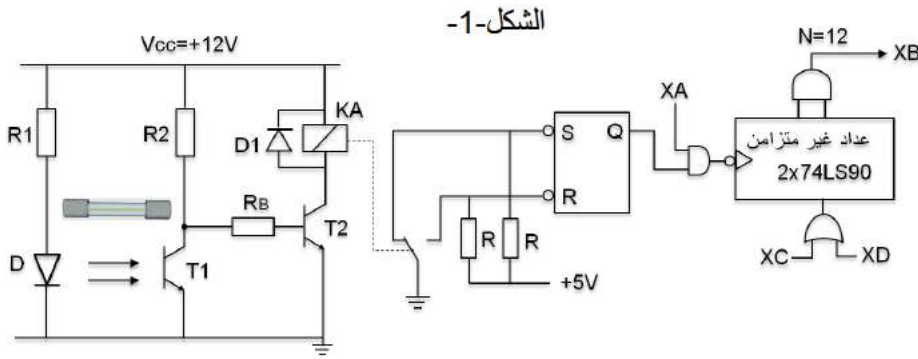 الشكل-1-
Vcc=+12V
N=12
XB
KA
XA
R1
R2
D1
S
Q
عداد غير متزامن
2x74LS90
RB
T2
R
D
T1
R
R
XC
XD
+5V